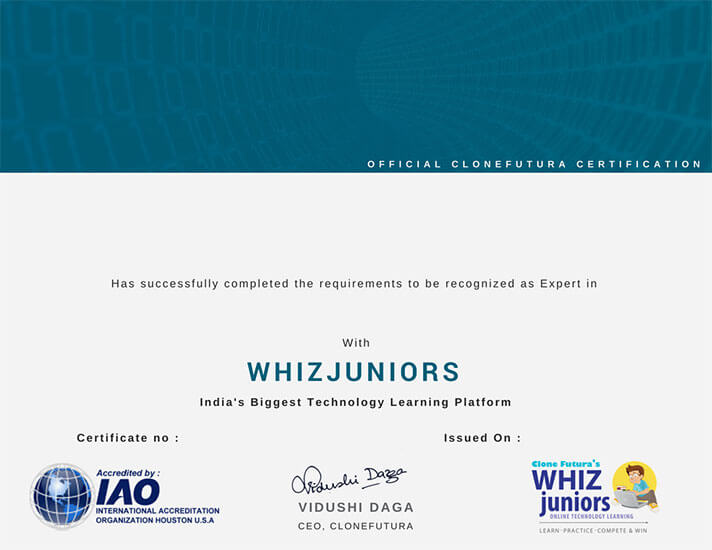 OFFICIAL CLONEFUTURA CERTIFICATION
Has successfully completed the requirements to be recognized as Expert in
With
WHIZJUNIORS
India's Biggest Technology Learning Platform
Certificate no :
Issued On :
Accredited by :
IAO
INTERNATIONAL ACCREDITATION
ORGANIZATION HOUSTON U.S.A
Vidushi Daga
VIDUSHI DAGA
CEO, CLONEFUTURA
Clone Futura's
WHIZ
juniors
ONLINE TECHNOLOGY LEARNING
LEARN·PRACTICE·COMPETE & WIN